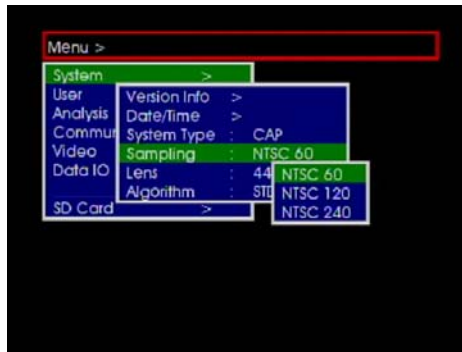 Menu >
System >
User
Analysis
Commun
Video
Data IO
SD Card >
Version Info >
Date/Time >
System Type : CAP
Sampling : NTSC 60
Lens : 44
Algorithm : STD
NTSC 60
NTSC 120
NTSC 240